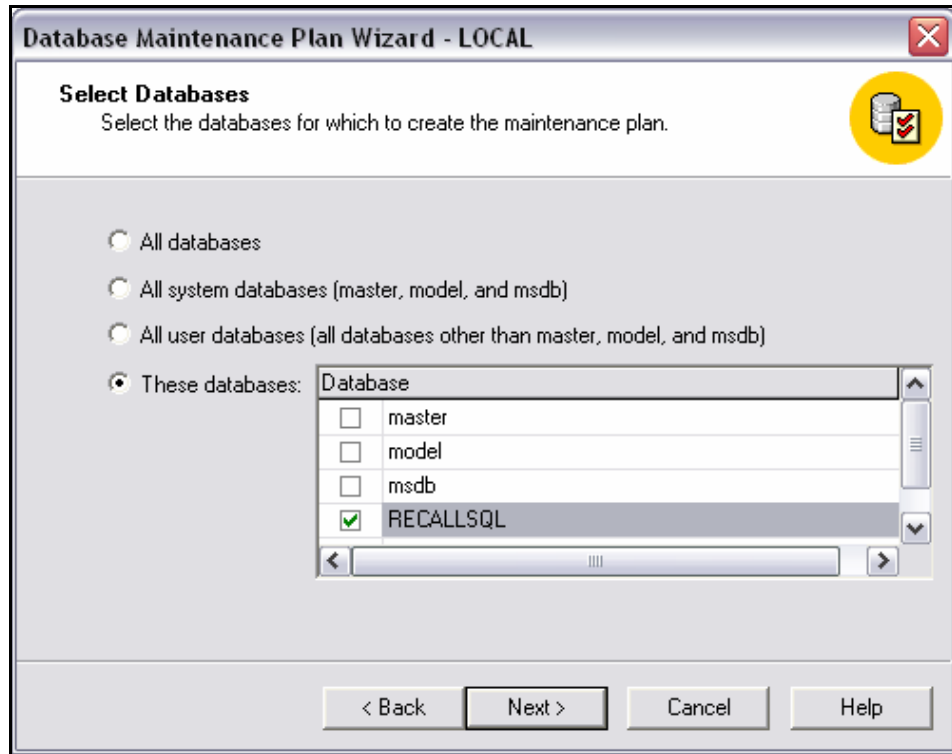 Database Maintenance Plan Wizard - LOCAL
Select Databases
Select the databases for which to create the maintenance plan.
All databases
All system databases (master, model, and msdb)
All user databases (all databases other than master, model, and msdb)
These databases:
Database
master
model
msdb
RECALLSQL
< Back
Next >
Cancel
Help